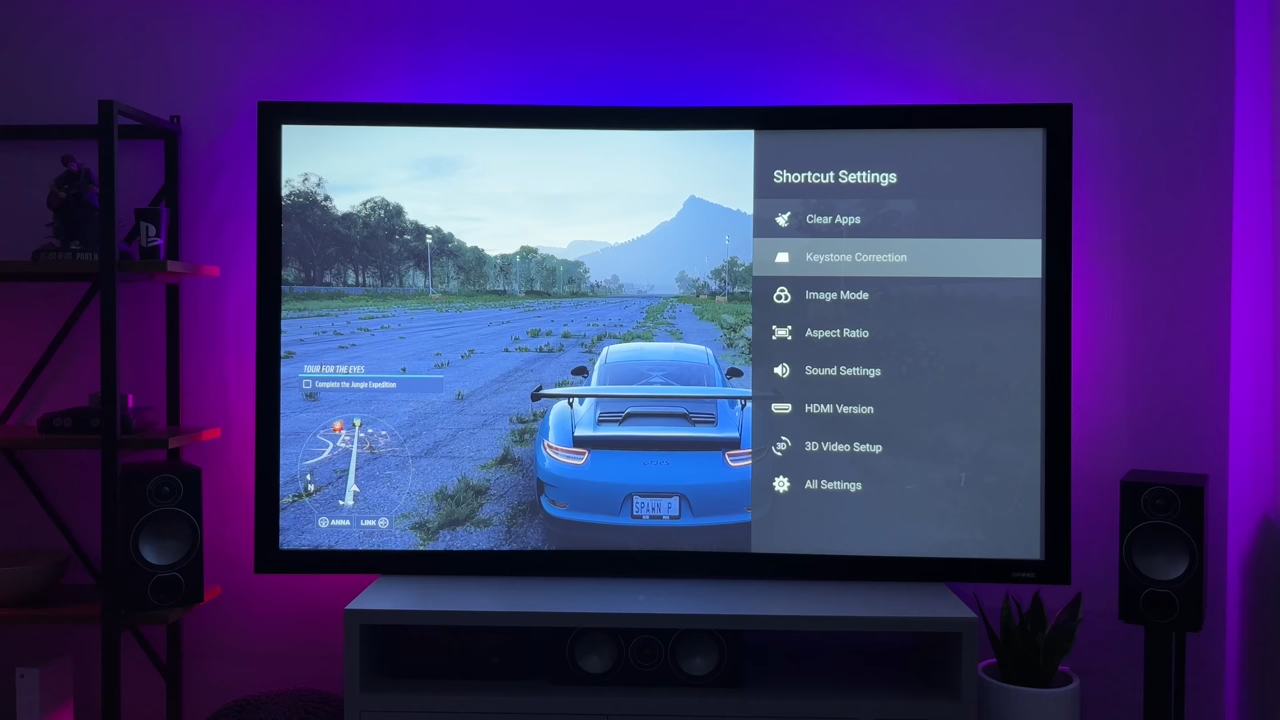 Shortcut Settings
Clear Apps
Keystone Correction
Image Mode
Aspect Ratio
Sound Settings
HDMI Version
3D
3D Video Setup
All Settings
TOUR FOR THE EYES
Complete the Jungle Expedition
N
ANNA LINK
SPAWN P